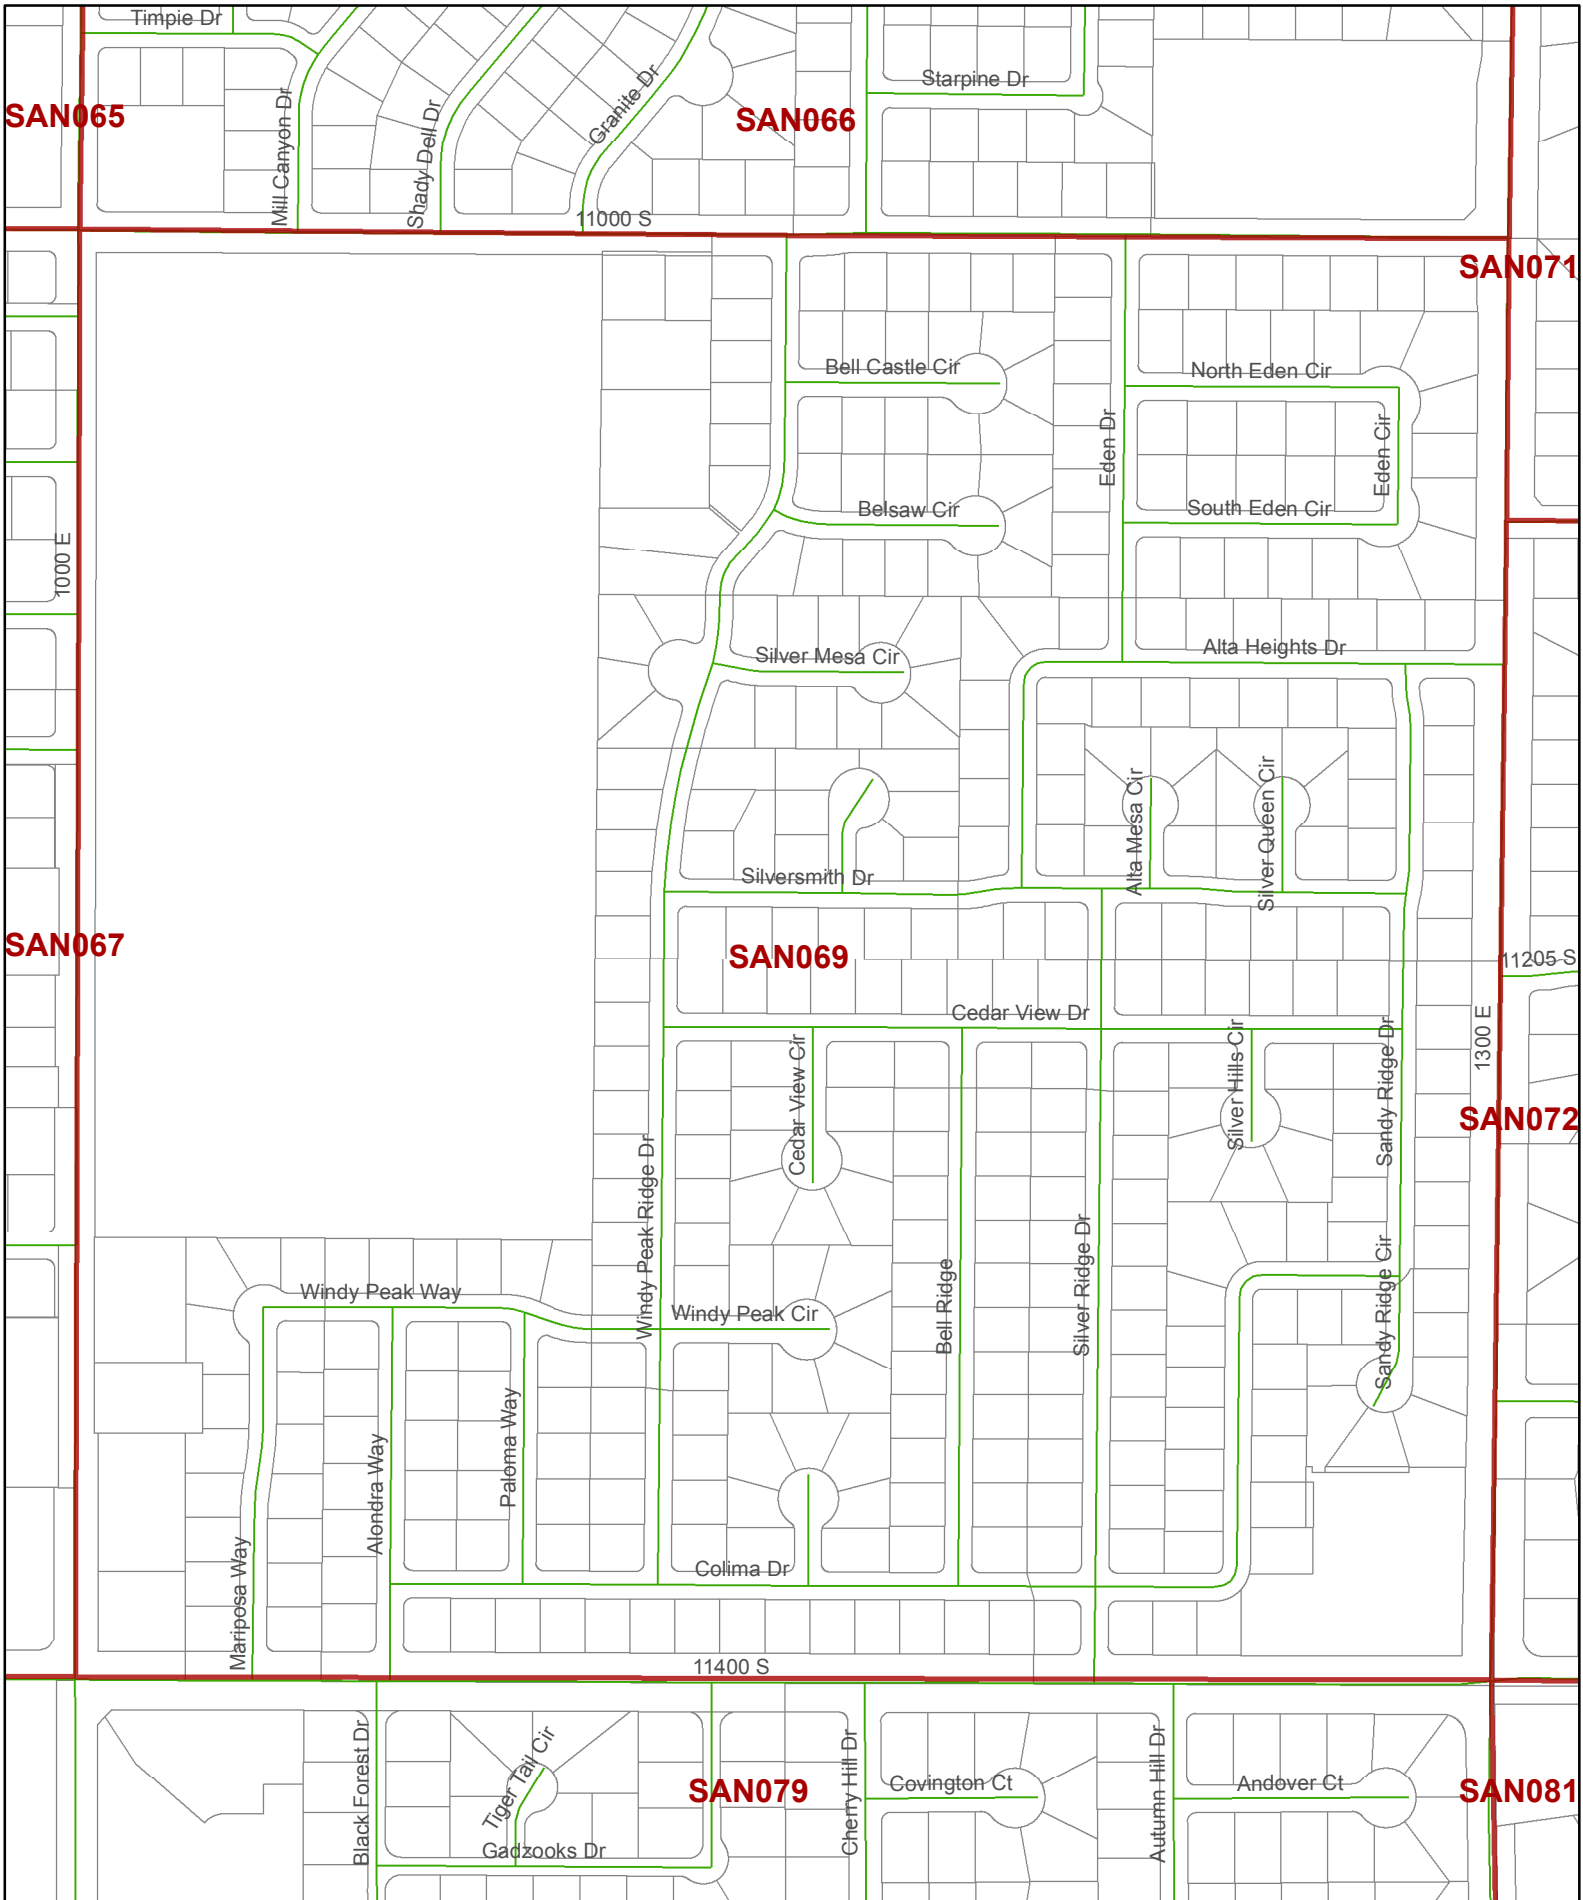 Timpie Dr
Starpine Dr
Granite Dr
SAN065
SAN066
Mill Canyon Dr
Shady Dell Dr
11000 S
SAN071
Bell Castle Cir
North Eden Cir
Eden Dr
Eden Cir
Belsaw Cir
South Eden Cir
1000 E
Silver Mesa Cir
Alta Heights Dr
Alta Mesa Cir
Silver Queen Cir
Silversmith Dr
SAN067
SAN069
11205 S
Cedar View Dr
Cedar View Cir
Silver Hills Cir
Sandy Ridge Dr
1300 E
SAN072
Windy Peak Ridge Dr
Bell Ridge
Silver Ridge Dr
Sandy Ridge Cir
Windy Peak Way
Windy Peak Cir
Paloma Way
Alondra Way
Mariposa Way
Colima Dr
11400 S
Black Forest Dr
Tiger Tail Cir
SAN079
Cherry Hill Dr
Covington Ct
Autumn Hill Dr
Andover Ct
SAN081
Gadzooks Dr